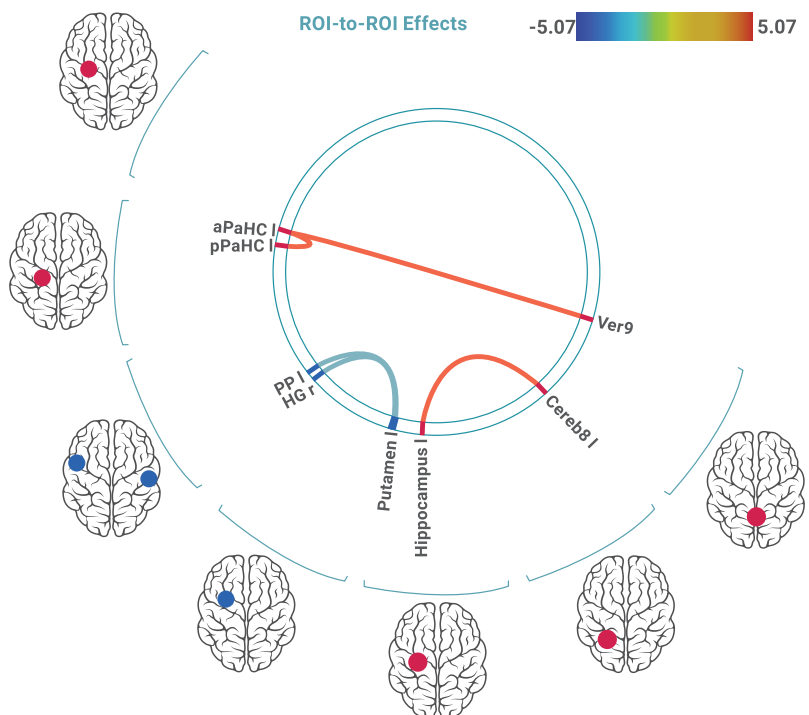 ROI-to-ROI Effects
-5.07
5.07
aPaHC l
pPaHC l
Ver9
PP l
HG r
Putamen l
Hippocampus l
Cereb8 l